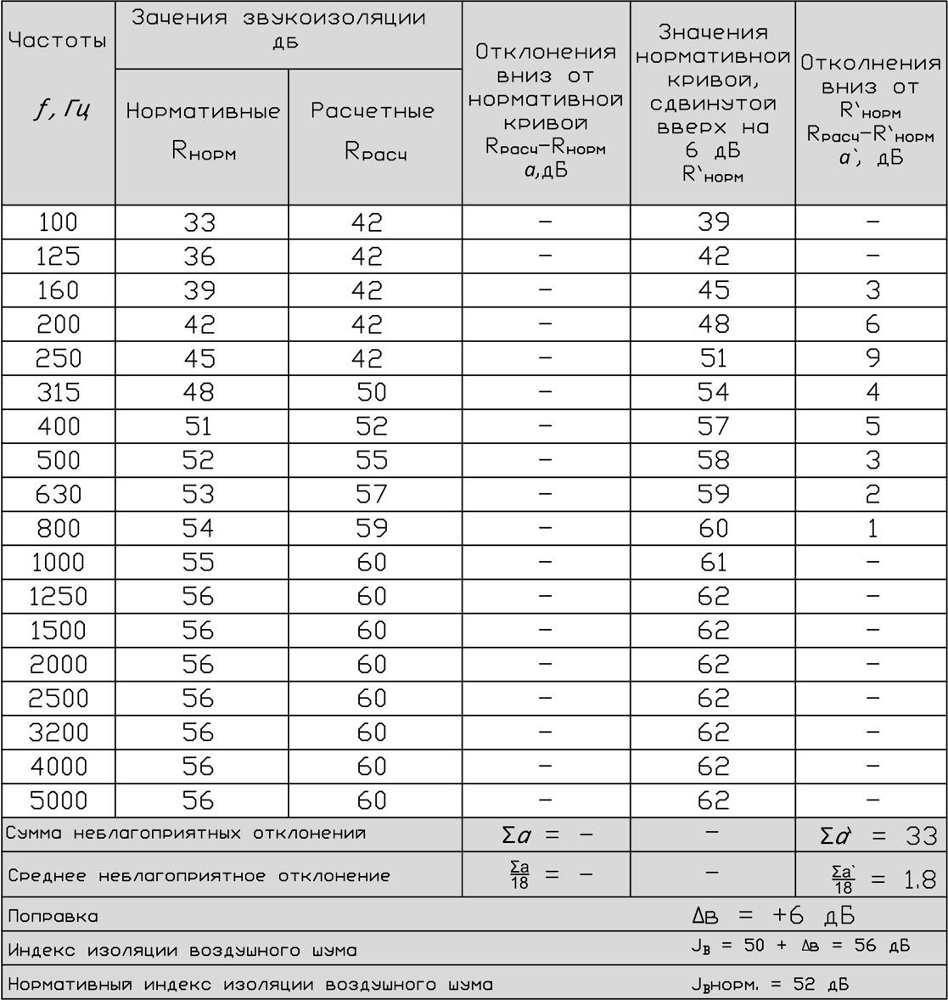 Частоты
f, Гц
Зачения звукоизоляции
дБ
Нормативные
Rнорм
Расчетные
Rрасч
Отклонения
вниз от
нормативной
кривой
Rрасч-Rнорм
a,дБ
Значения
нормативной
кривой,
сдвинутой
вверх на
6 дБ
R`норм
Отколнения
вниз от
R`норм
Rрасч-R`норм
a`, дБ
100 33 42 - 39 -
125 36 42 - 42 -
160 39 42 - 45 3
200 42 42 - 48 6
250 45 42 - 51 9
315 48 50 - 54 4
400 51 52 - 57 5
500 52 55 - 58 3
630 53 57 - 59 2
800 54 59 - 60 1
1000 55 60 - 61 -
1250 56 60 - 62 -
1500 56 60 - 62 -
2000 56 60 - 62 -
2500 56 60 - 62 -
3200 56 60 - 62 -
4000 56 60 - 62 -
5000 56 60 - 62 -
Сумма неблагоприятных отклонений Σa = - - Σa` = 33
Среднее неблагоприятное отклонение Σa/18 = - - Σa`/18 = 1.8
Поправка Δв = +6 дБ
Индекс изоляции воздушного шума Jв = 50 + Δв = 56 дБ
Нормативный индекс изоляции воздушного шума Jвнорм. = 52 дБ